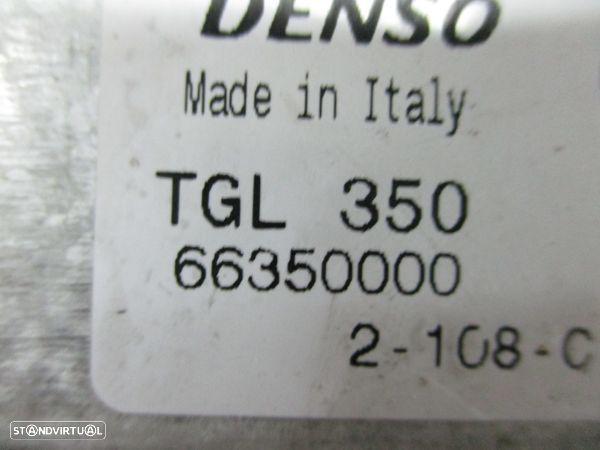 DENSO
Made in Italy
TGL 350
66350000
2-108-C
STANDVIRTUAL